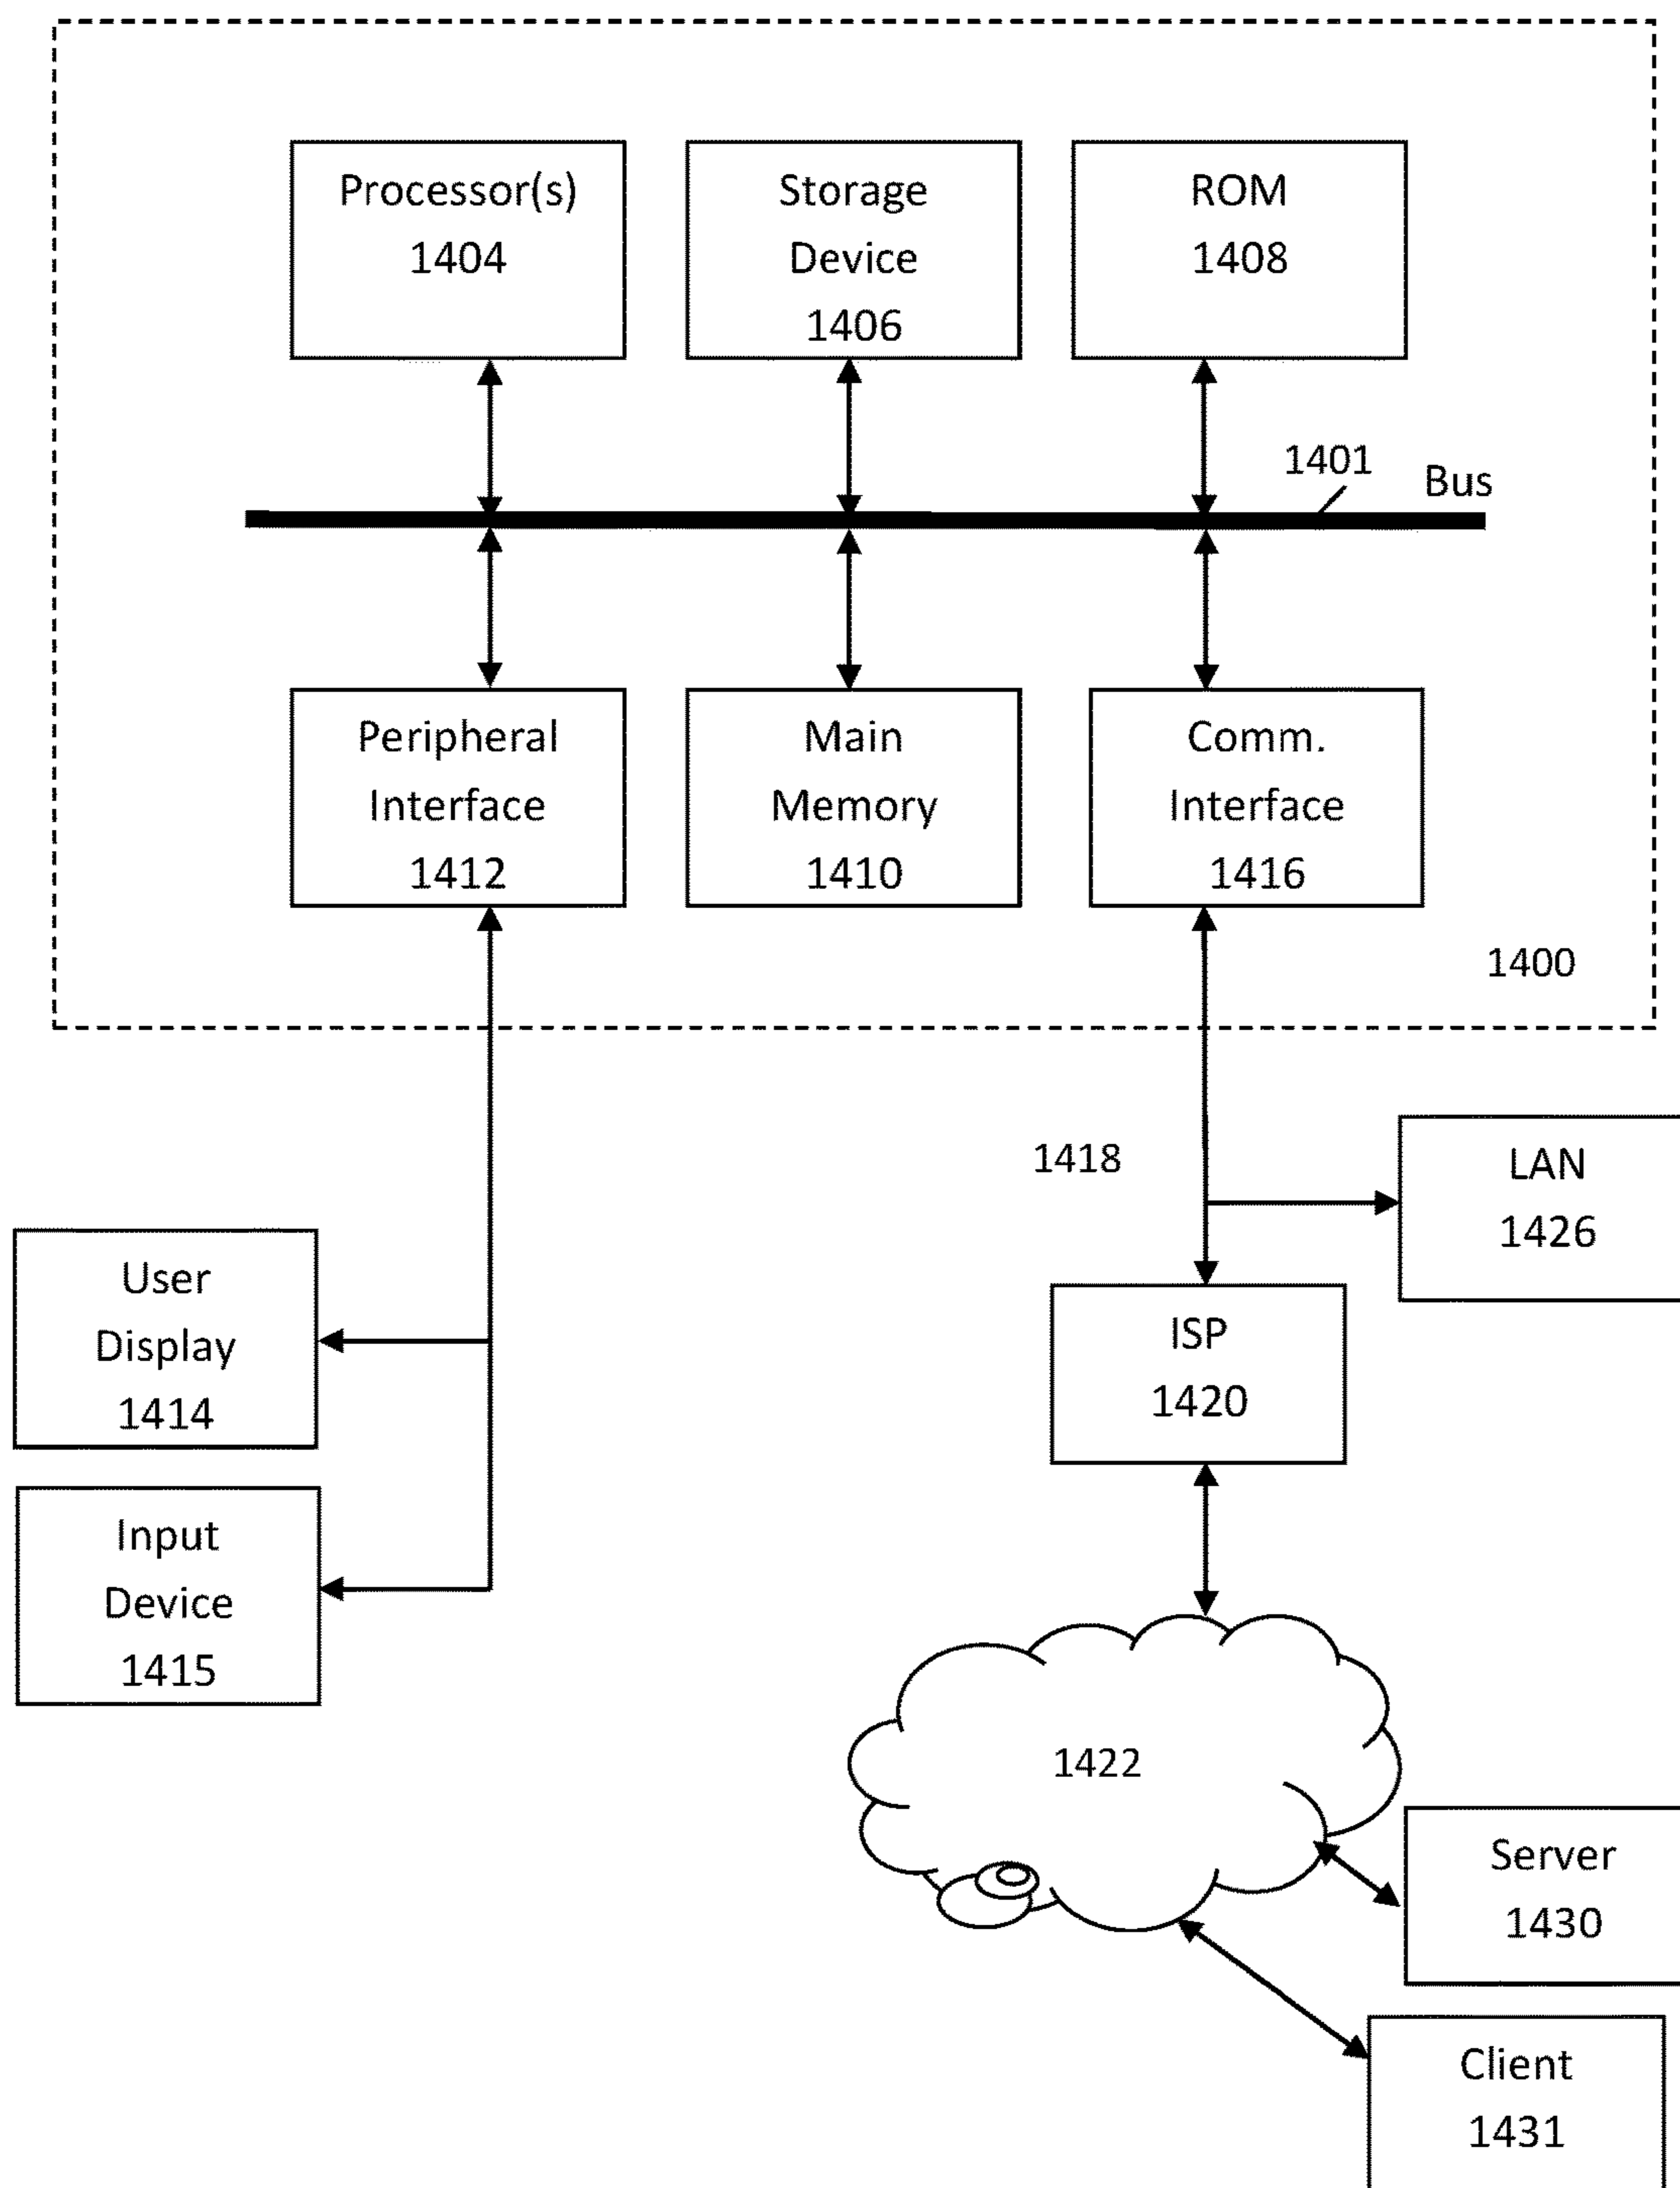 Processor(s)
1404
Storage
Device
1406
ROM
1408
1401
Bus
Peripheral
Interface
1412
Main
Memory
1410
Comm.
Interface
1416
1400
1418
LAN
1426
User
Display
1414
ISP
1420
Input
Device
1415
1422
Server
1430
Client
1431